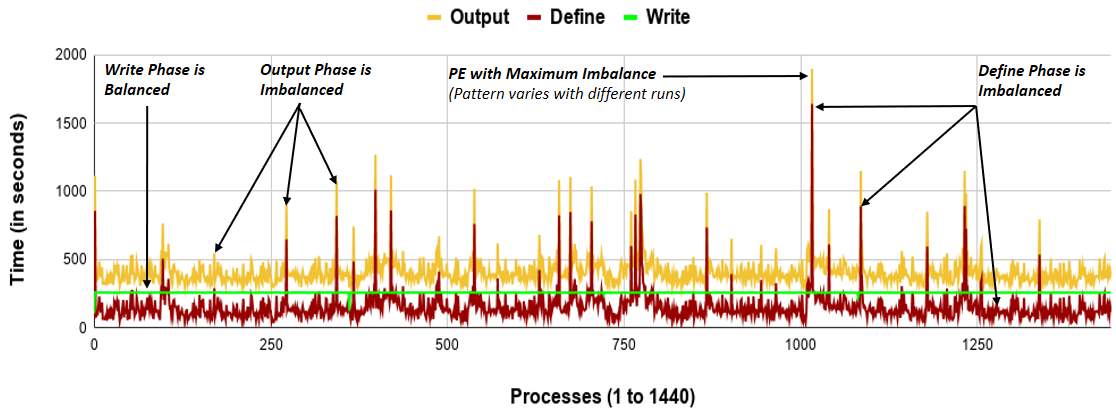 Output Define Write
Write Phase is
Balanced
Output Phase is
Imbalanced
PE with Maximum Imbalance
(Pattern varies with different runs)
Define Phase is
Imbalanced
Time (in seconds)
2000
1500
1000
500
0
0 250 500 750 1000 1250
Processes (1 to 1440)